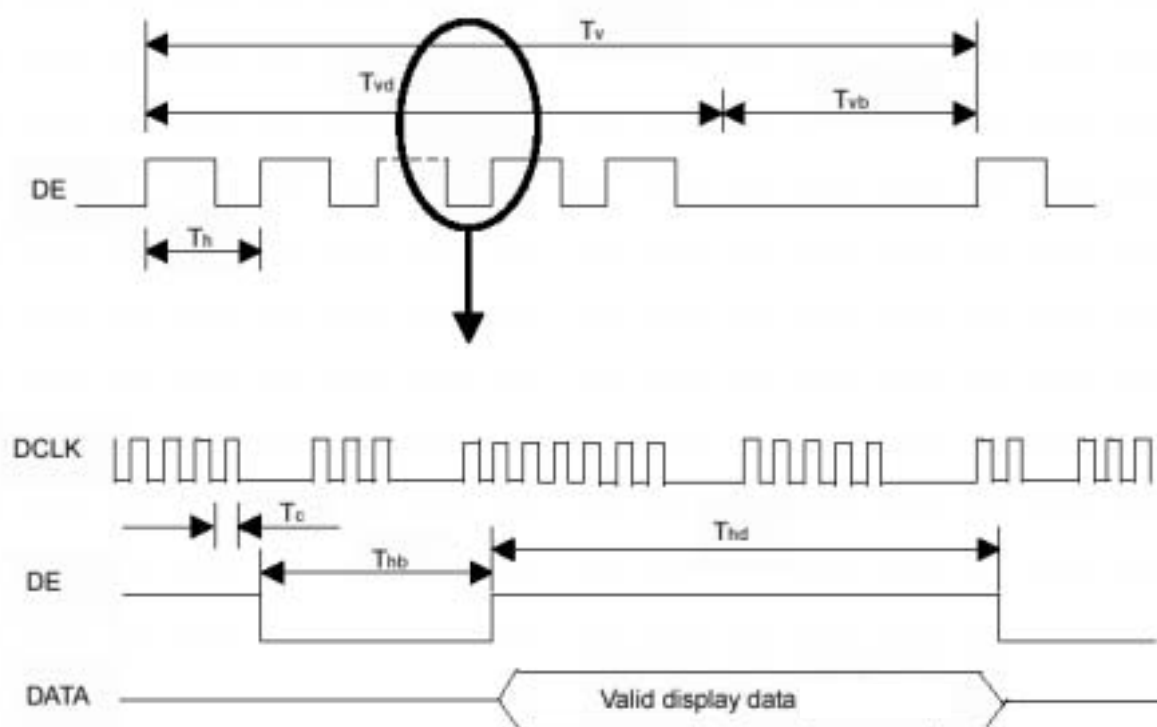 Tv
Tvd
Tvb
DE
Th
DCLK
Tc
Thd
Thb
DE
DATA
Valid display data